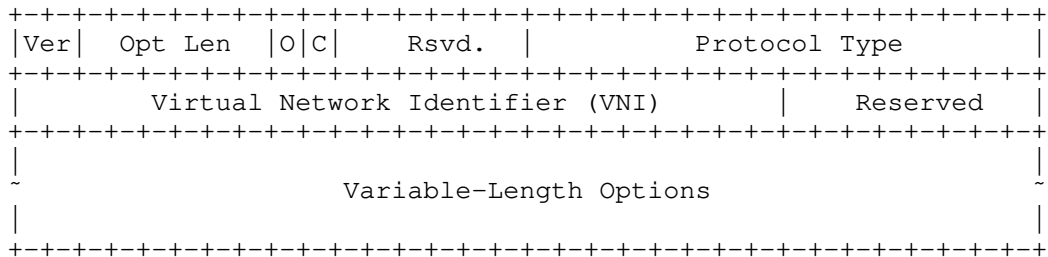 +-+-+-+-+-+-+-+-+-+-+-+-+-+-+-+-+-+-+-+-+-+-+-+-+-+-+-+-+-+-+-+-+
|Ver|  Opt Len  |O|C|    Rsvd.  |          Protocol Type        |
+-+-+-+-+-+-+-+-+-+-+-+-+-+-+-+-+-+-+-+-+-+-+-+-+-+-+-+-+-+-+-+-+
|        Virtual Network Identifier (VNI)       |    Reserved   |
+-+-+-+-+-+-+-+-+-+-+-+-+-+-+-+-+-+-+-+-+-+-+-+-+-+-+-+-+-+-+-+-+
|                                                               |
~                    Variable-Length Options                    ~
|                                                               |
+-+-+-+-+-+-+-+-+-+-+-+-+-+-+-+-+-+-+-+-+-+-+-+-+-+-+-+-+-+-+-+-+